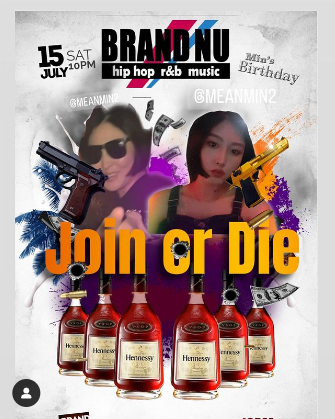 15 SAT
JULY 10PM
BRAND NU
hip hop r&b music
Min's
Birthday
@MEANMIN2
@MEANMIN2
Join or Die
Hennessy
Hennessy
Hennessy
Hennessy
Hennessy
Hennessy
BRAND